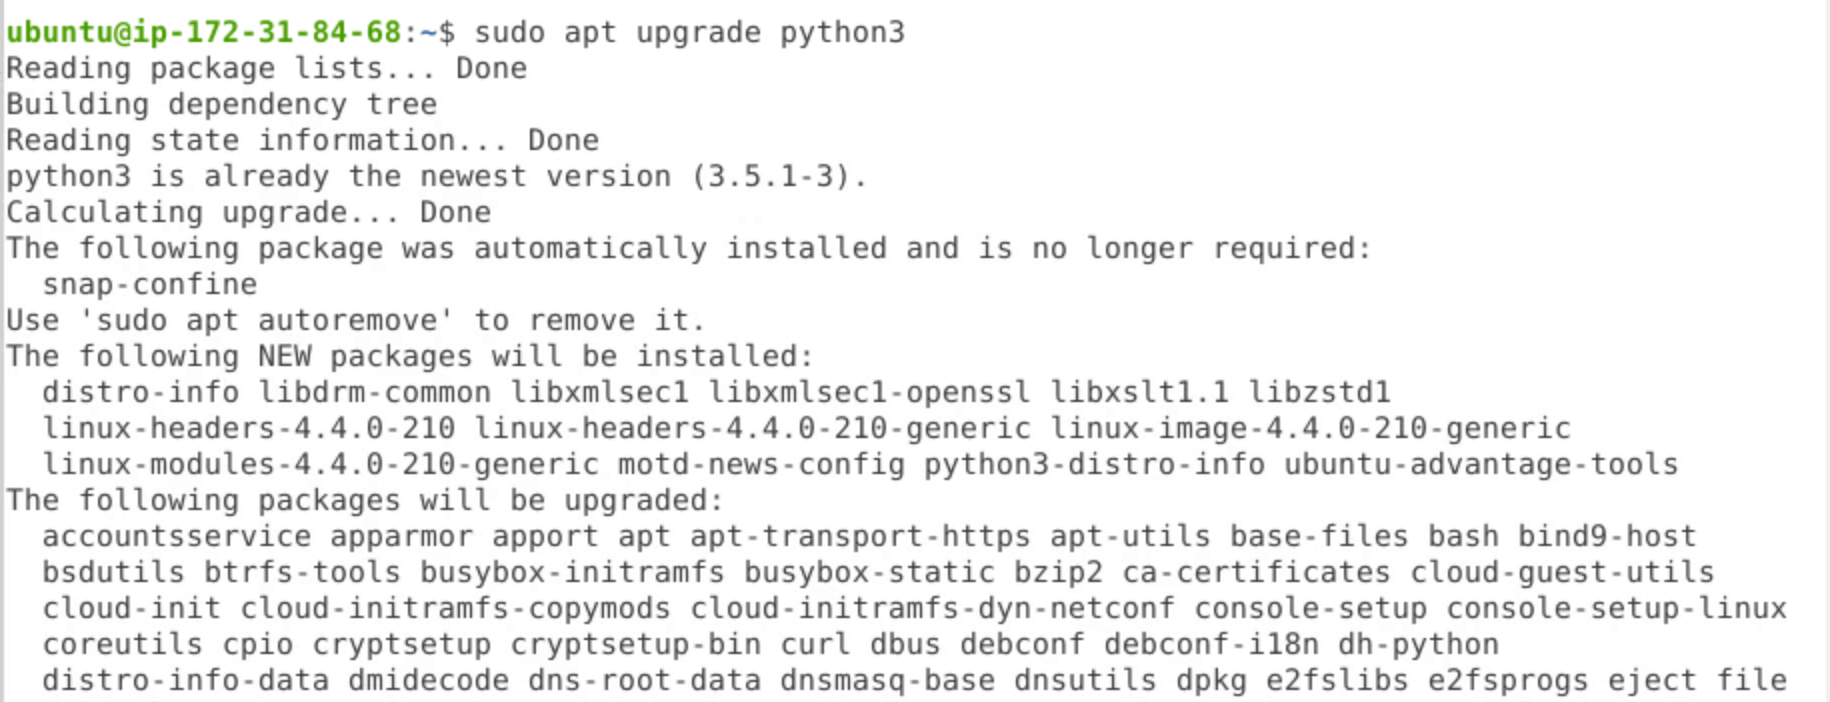 ubuntu@ip-172-31-84-68:~$ sudo apt upgrade python3
Reading package lists... Done
Building dependency tree
Reading state information... Done
python3 is already the newest version (3.5.1-3).
Calculating upgrade... Done
The following package was automatically installed and is no longer required:
  snap-confine
Use 'sudo apt autoremove' to remove it.
The following NEW packages will be installed:
  distro-info libdrm-common libxmlsec1 libxmlsec1-openssl libxslt1.1 libzstd1
  linux-headers-4.4.0-210 linux-headers-4.4.0-210-generic linux-image-4.4.0-210-generic
  linux-modules-4.4.0-210-generic motd-news-config python3-distro-info ubuntu-advantage-tools
The following packages will be upgraded:
  accountsservice apparmor apport apt apt-transport-https apt-utils base-files bash bind9-host
  bsdutils btrfs-tools busybox-initramfs busybox-static bzip2 ca-certificates cloud-guest-utils
  cloud-init cloud-initramfs-copymods cloud-initramfs-dyn-netconf console-setup console-setup-linux
  coreutils cpio cryptsetup cryptsetup-bin curl dbus debconf debconf-i18n dh-python
  distro-info-data dmidecode dns-root-data dnsmasq-base dnsutils dpkg e2fslibs e2fsprogs eject file